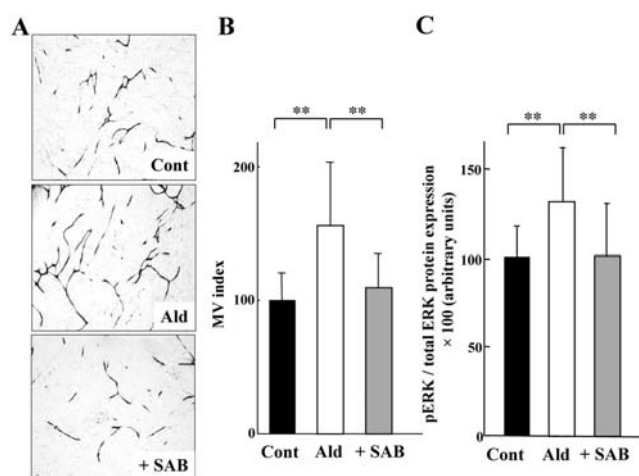 A
Cont
Ald
+ SAB
B
**
**
MV index
200
100
0
Cont
Ald
+ SAB
C
**
**
pERK / total ERK protein expression
× 100 (arbitrary units)
150
100
50
0
Cont
Ald
+ SAB